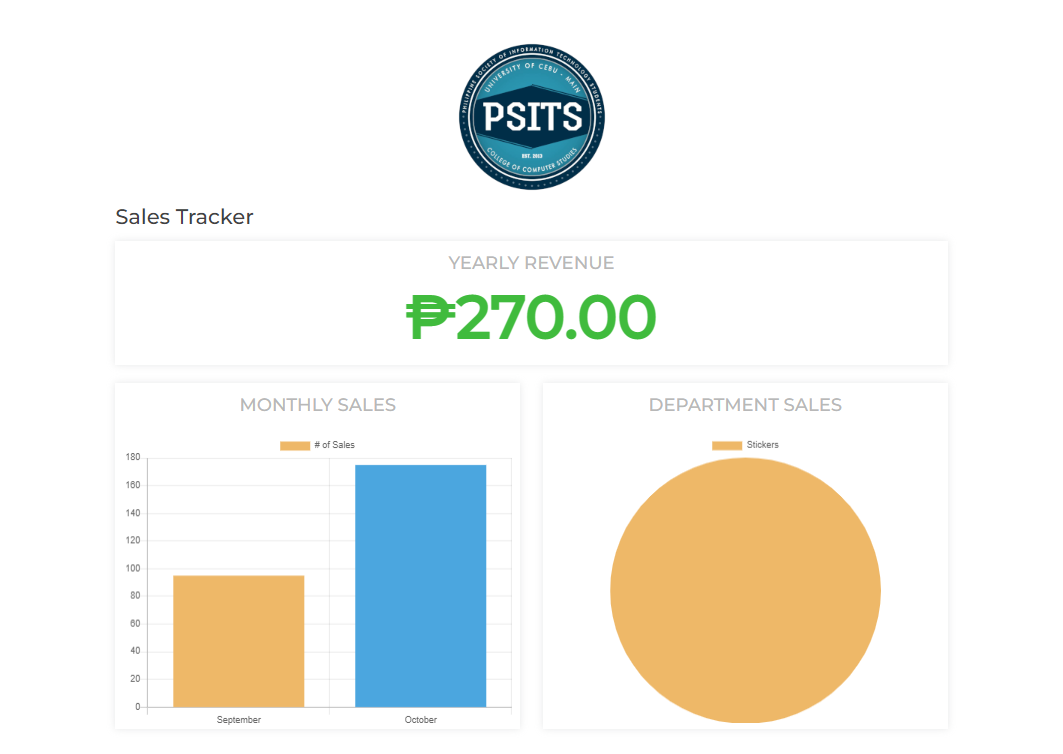 PHILIPPINE SOCIETY OF INFORMATION TECHNOLOGY STUDENTS
UNIVERSITY OF CEBU - MAIN
PSITS
EST. 2013
COLLEGE OF COMPUTER STUDIES
Sales Tracker
YEARLY REVENUE
₱270.00
MONTHLY SALES
# of Sales
180
160
140
120
100
80
60
40
20
0
September
October
DEPARTMENT SALES
Stickers